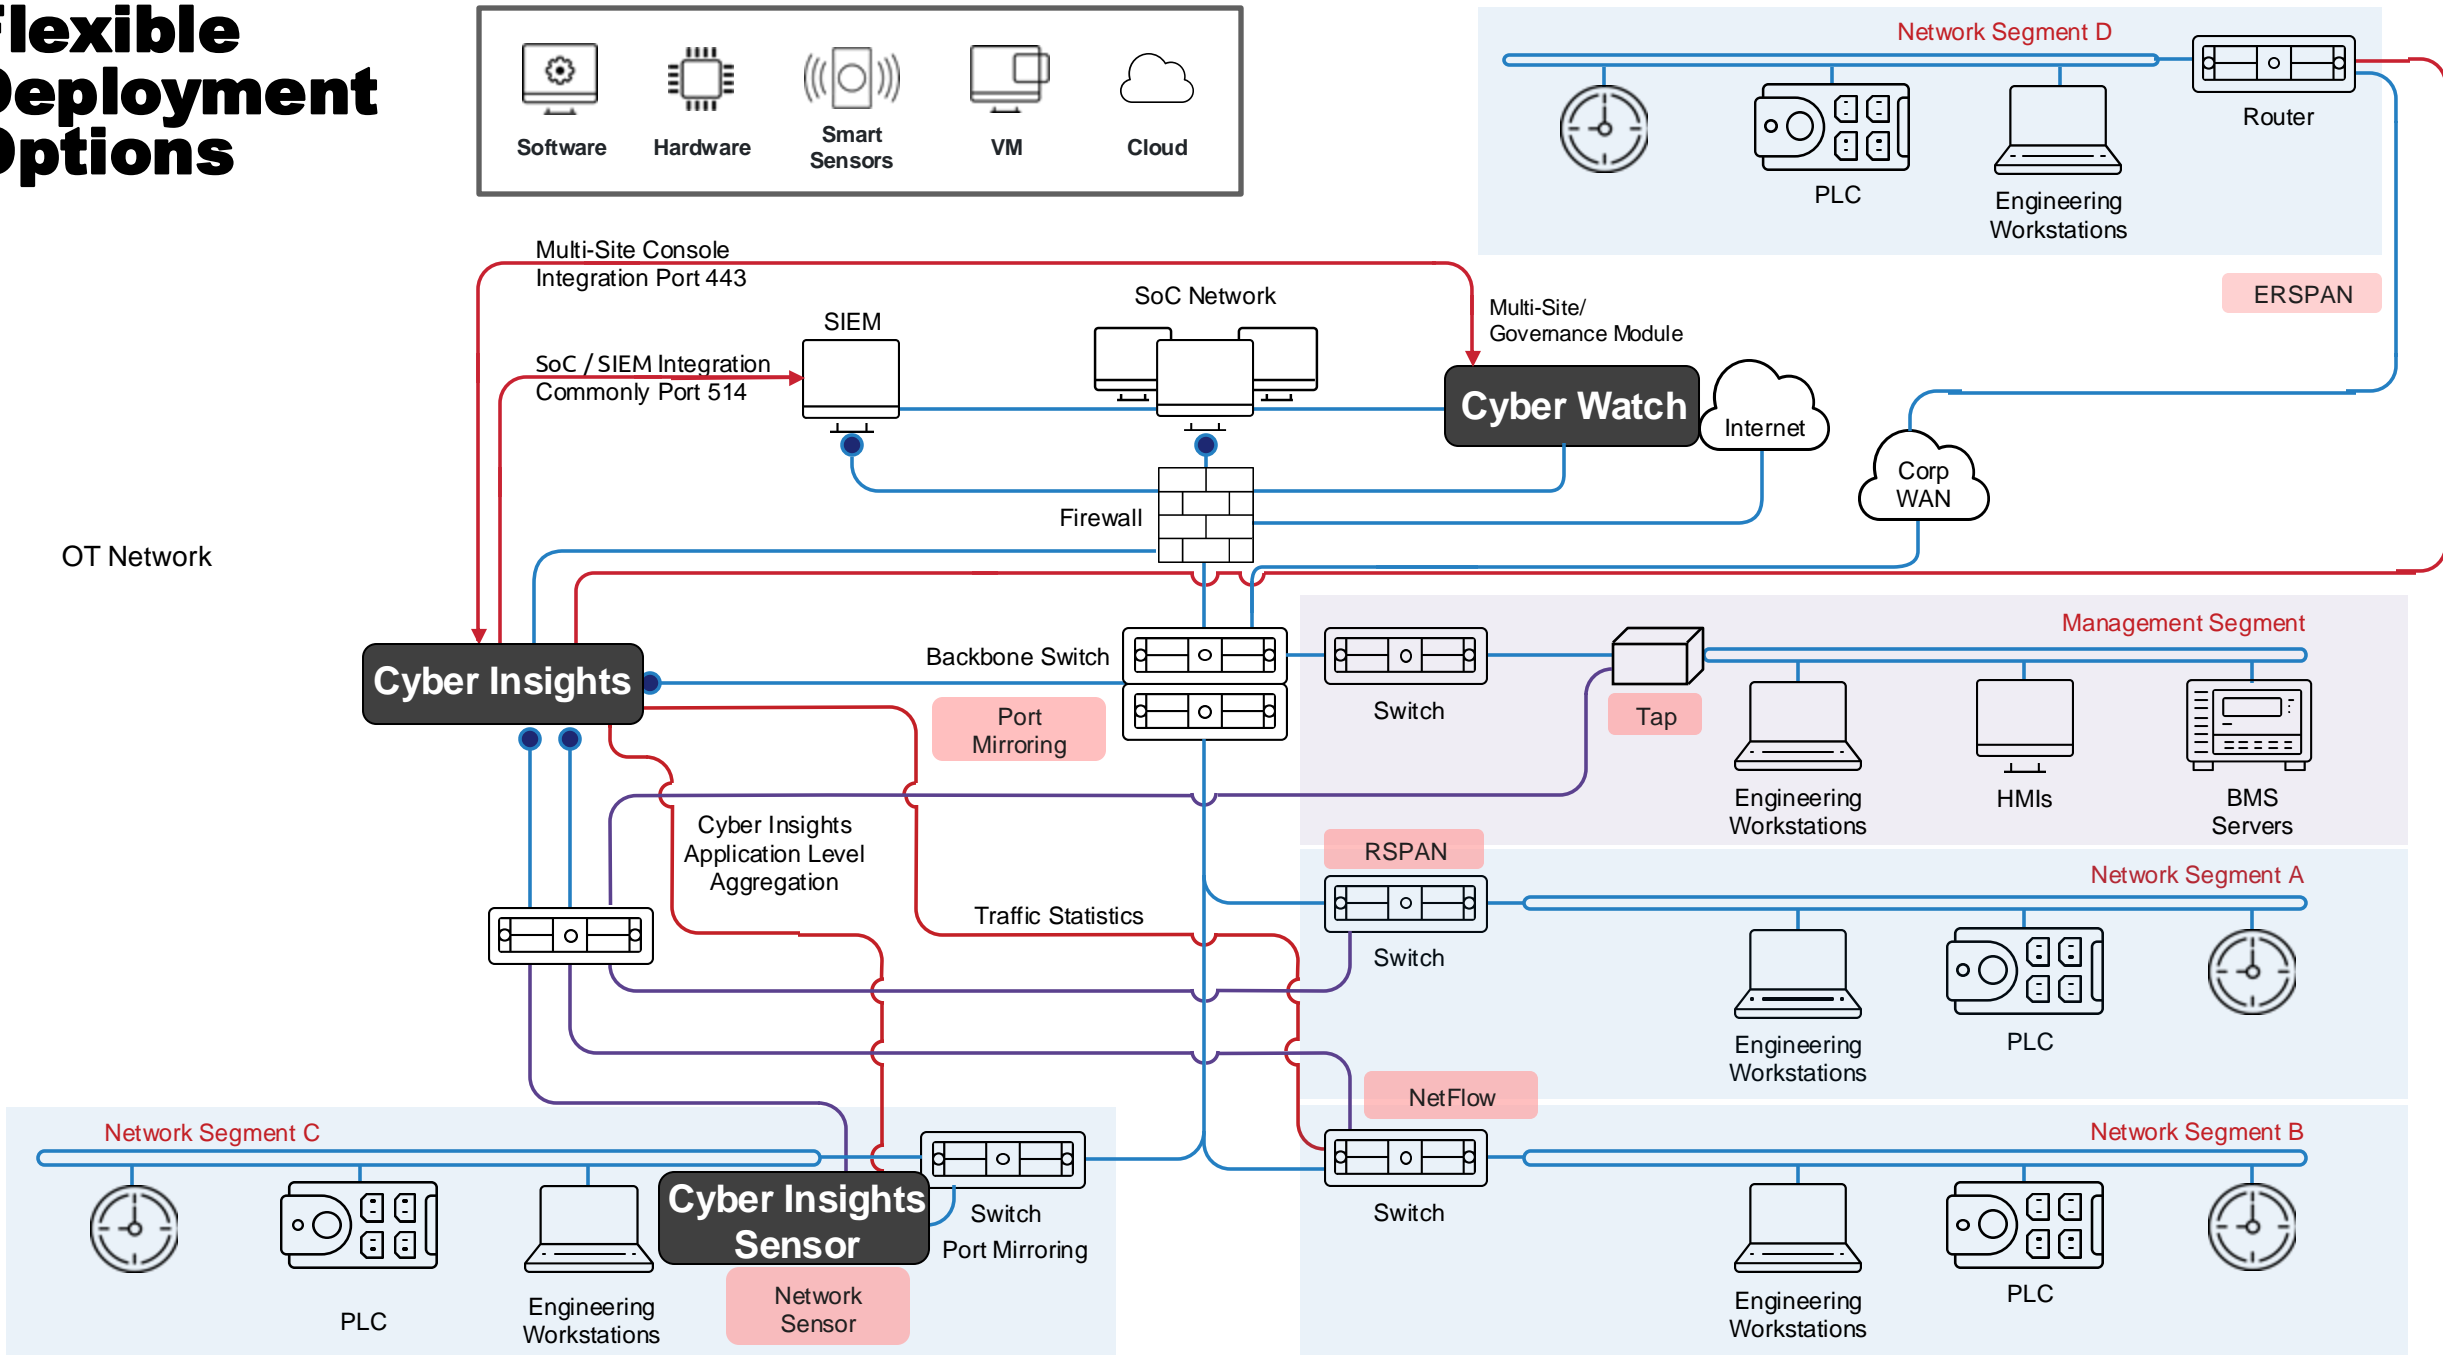 Flexible
Deployment
Options
Software
Hardware
Smart
Sensors
VM
Cloud
Network Segment D
Router
PLC
Engineering
Workstations
ERSPAN
Multi-Site Console
Integration Port 443
SoC Network
Multi-Site/
Governance Module
SIEM
SoC / SIEM Integration
Commonly Port 514
Cyber Watch
Internet
Corp
WAN
Firewall
OT Network
Management Segment
Backbone Switch
Cyber Insights
Port
Mirroring
Switch
Tap
Engineering
Workstations
HMIs
BMS
Servers
Cyber Insights
Application Level
Aggregation
RSPAN
Network Segment A
Traffic Statistics
Switch
Engineering
Workstations
PLC
NetFlow
Network Segment B
Switch
Engineering
Workstations
PLC
Network Segment C
Cyber Insights
Sensor
Switch
Port Mirroring
Network
Sensor
PLC
Engineering
Workstations